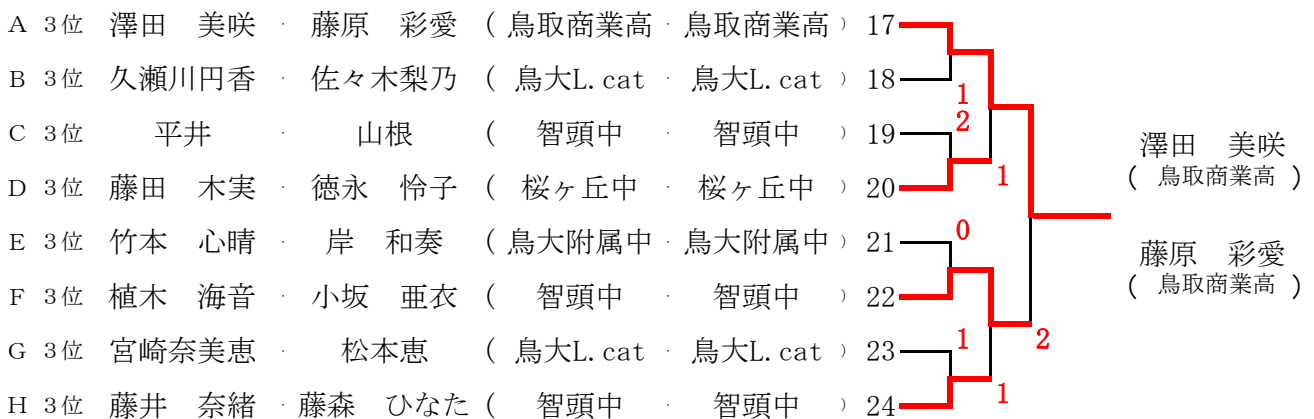 A 3位 澤田 美咲 · 藤原 彩愛 ( 鳥取商業高 · 鳥取商業高 ) 17
B 3位 久瀬川円香 · 佐々木梨乃 ( 鳥大L.cat · 鳥大L.cat ) 18
1
2
C 3位 平井 · 山根 ( 智頭中 · 智頭中 ) 19
澤田 美咲
( 鳥取商業高 )
D 3位 藤田 木実 · 徳永 怜子 ( 桜ヶ丘中 · 桜ヶ丘中 ) 20
1
E 3位 竹本 心晴 · 岸 和奏 ( 鳥大附属中 · 鳥大附属中 ) 21
0
藤原 彩愛
( 鳥取商業高 )
F 3位 植木 海音 · 小坂 亜衣 ( 智頭中 · 智頭中 ) 22
G 3位 宮崎奈美恵 · 松本恵 ( 鳥大L.cat · 鳥大L.cat ) 23
1
2
H 3位 藤井 奈緒 · 藤森 ひなた ( 智頭中 · 智頭中 ) 24
1